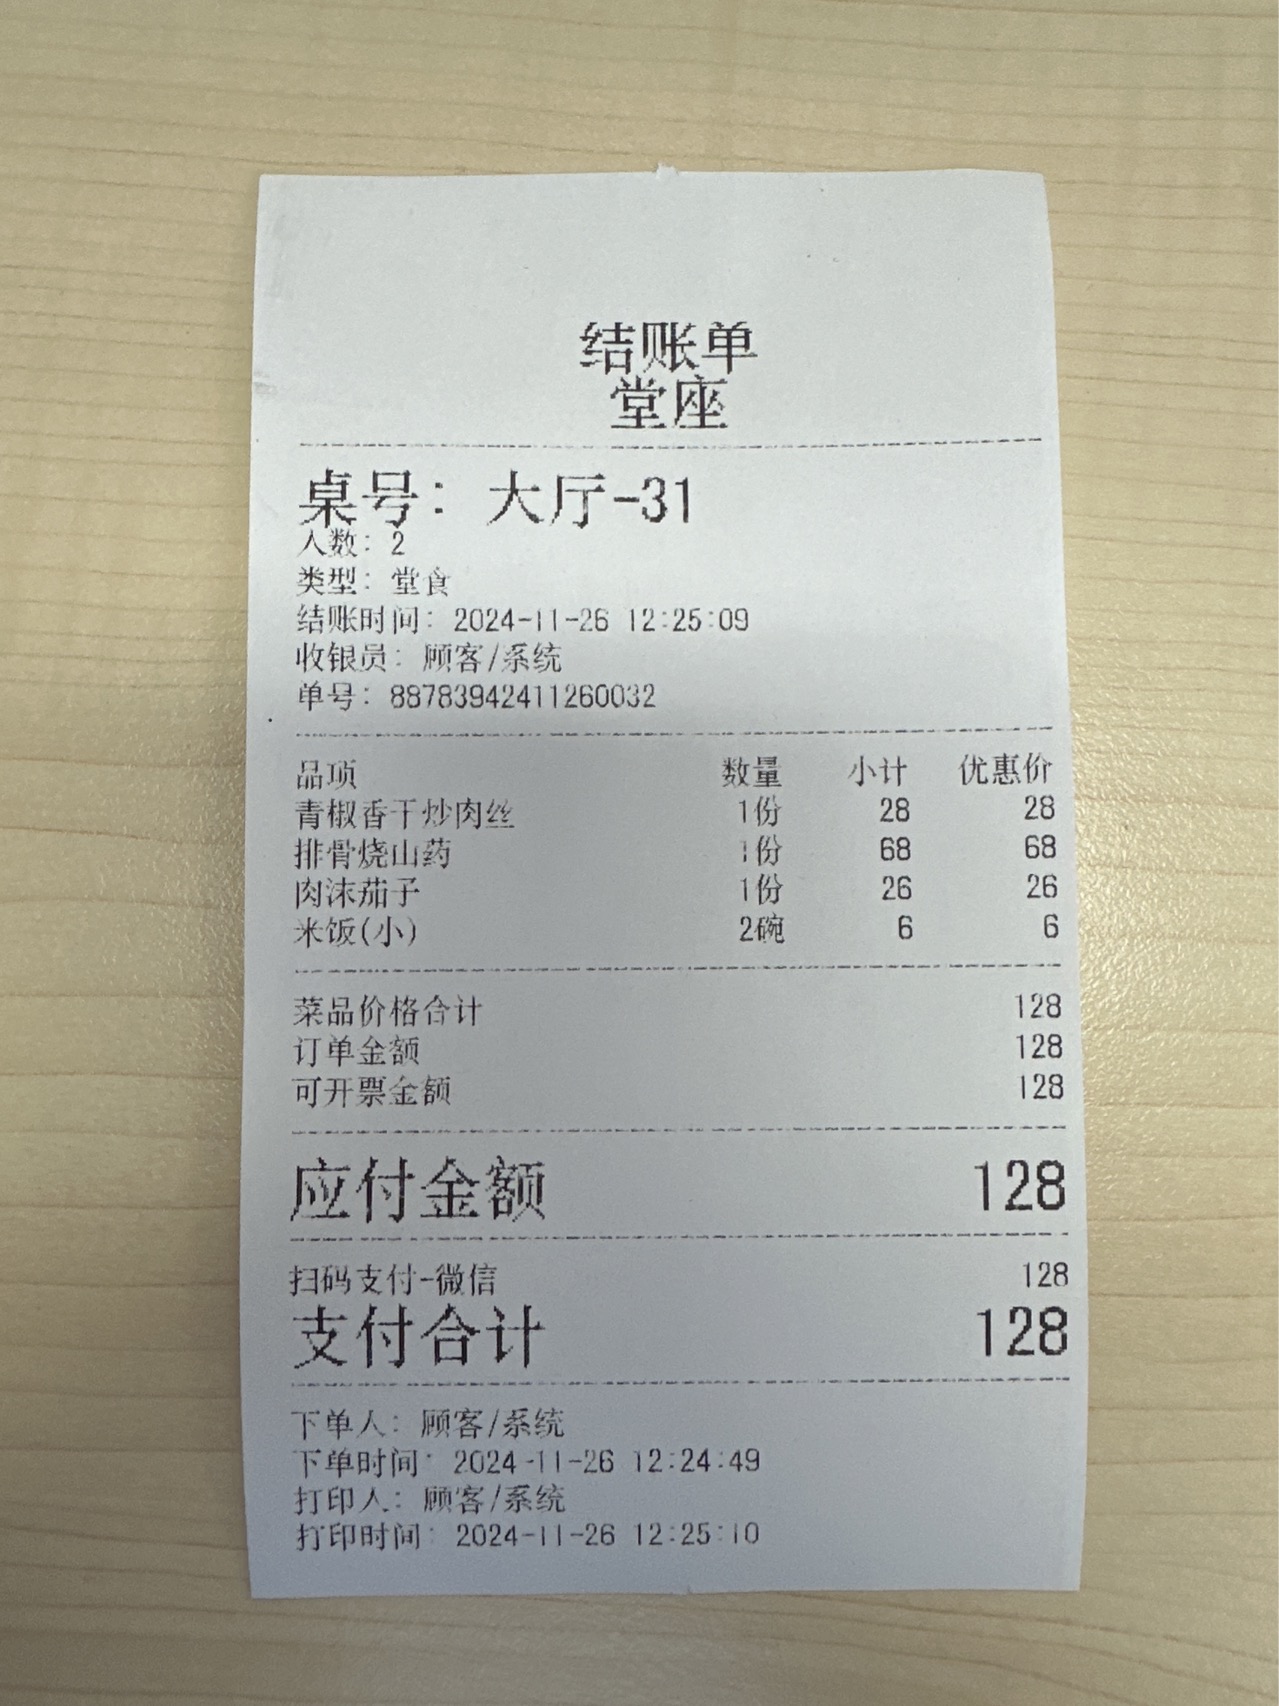 结账单
堂座
桌号: 大厅-31
人数: 2
类型: 堂食
结账时间: 2024-11-26 12:25:09
收银员: 顾客/系统
单号: 88783942411260032
品项 数量 小计 优惠价
青椒香干炒肉丝 1份 28 28
排骨烧山药 1份 68 68
肉沫茄子 1份 26 26
米饭(小) 2碗 6 6
菜品价格合计 128
订单金额 128
可开票金额 128
应付金额 128
扫码支付-微信 128
支付合计 128
下单人: 顾客/系统
下单时间: 2024-11-26 12:24:49
打印人: 顾客/系统
打印时间: 2024-11-26 12:25:10